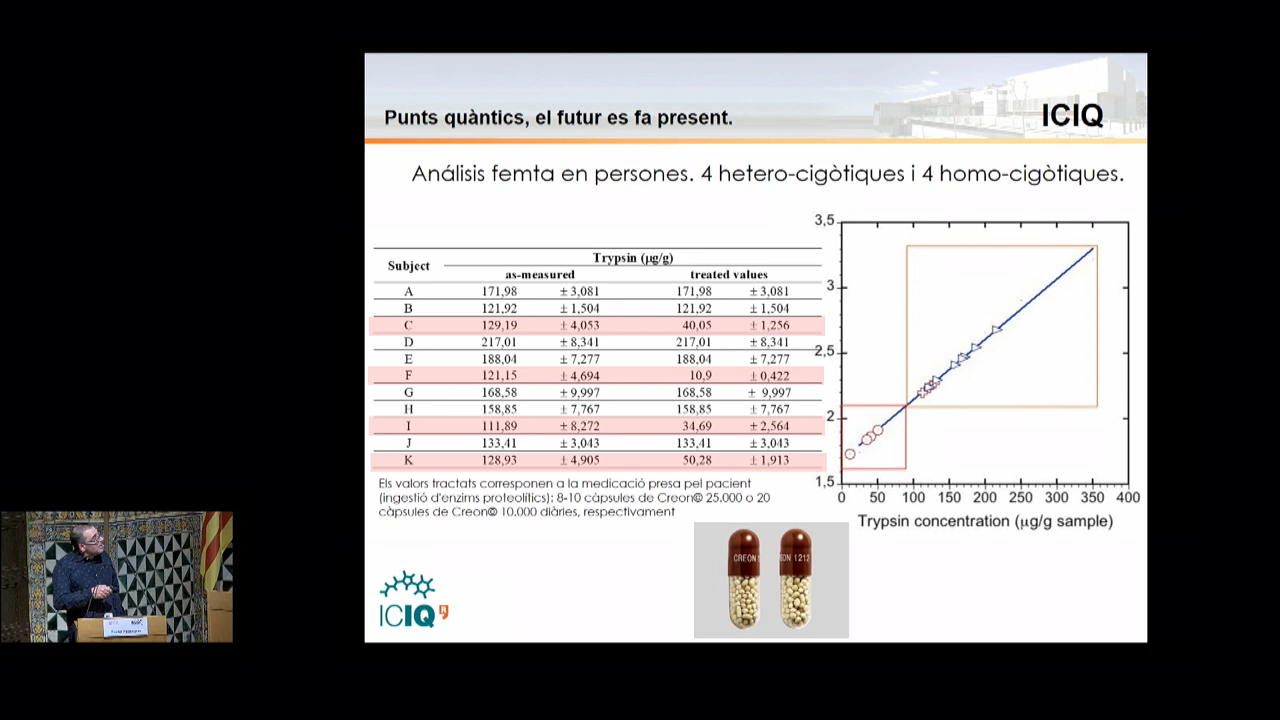 Punts quàntics, el futur es fa present.
ICIQ
Análisis femta en persones. 4 hetero-cigòtiques i 4 homo-cigòtiques.
Subject Trypsin (µg/g)
as-measured treated values
A 171,98 ± 3,081 171,98 ± 3,081
B 121,92 ± 1,504 121,92 ± 1,504
C 129,19 ± 4,053 40,05 ± 1,256
D 217,01 ± 8,341 217,01 ± 8,341
E 188,04 ± 7,277 188,04 ± 7,277
F 121,15 ± 4,694 10,9 ± 0,422
G 168,58 ± 9,997 168,58 ± 9,997
H 158,85 ± 7,767 158,85 ± 7,767
I 111,89 ± 8,272 34,69 ± 2,564
J 133,41 ± 3,043 133,41 ± 3,043
K 128,93 ± 4,905 50,28 ± 1,913
Els valors tractats corresponen a la medicació presa pel pacient
(ingestió d'enzims proteolítics); 8-10 càpsules de Creon© 25.000 o 20
càpsules de Creon© 10.000 diàries, respectivament
3,5
3
2,5
2
1,5
0 50 100 150 200 250 300 350 400
Trypsin concentration (µg/g sample)
CREON
EON 1212
ICIQ